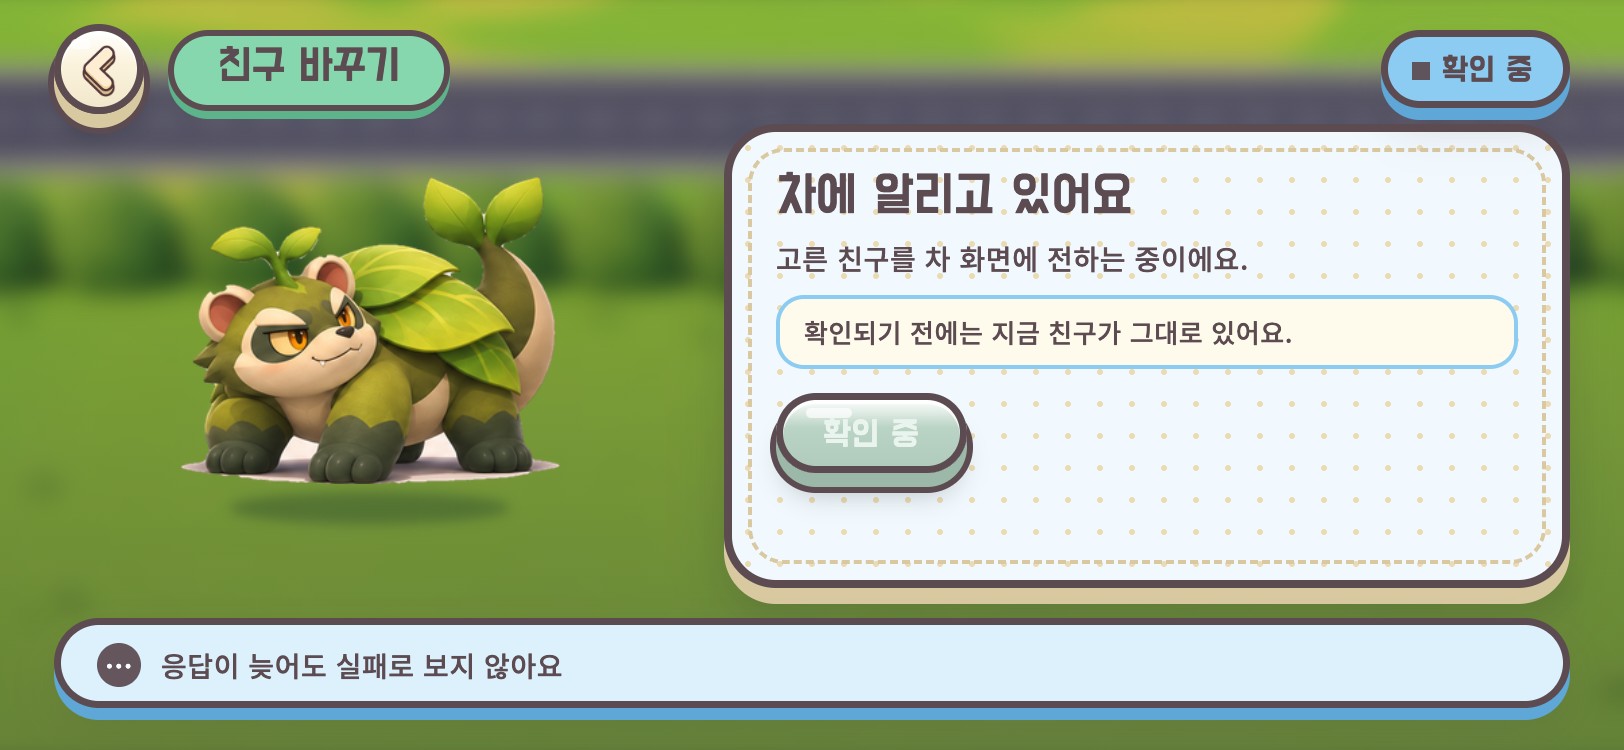 친구 바꾸기
확인 중
차에 알리고 있어요
고른 친구를 차 화면에 전하는 중이에요.
확인되기 전에는 지금 친구가 그대로 있어요.
확인 중
응답이 늦어도 실패로 보지 않아요